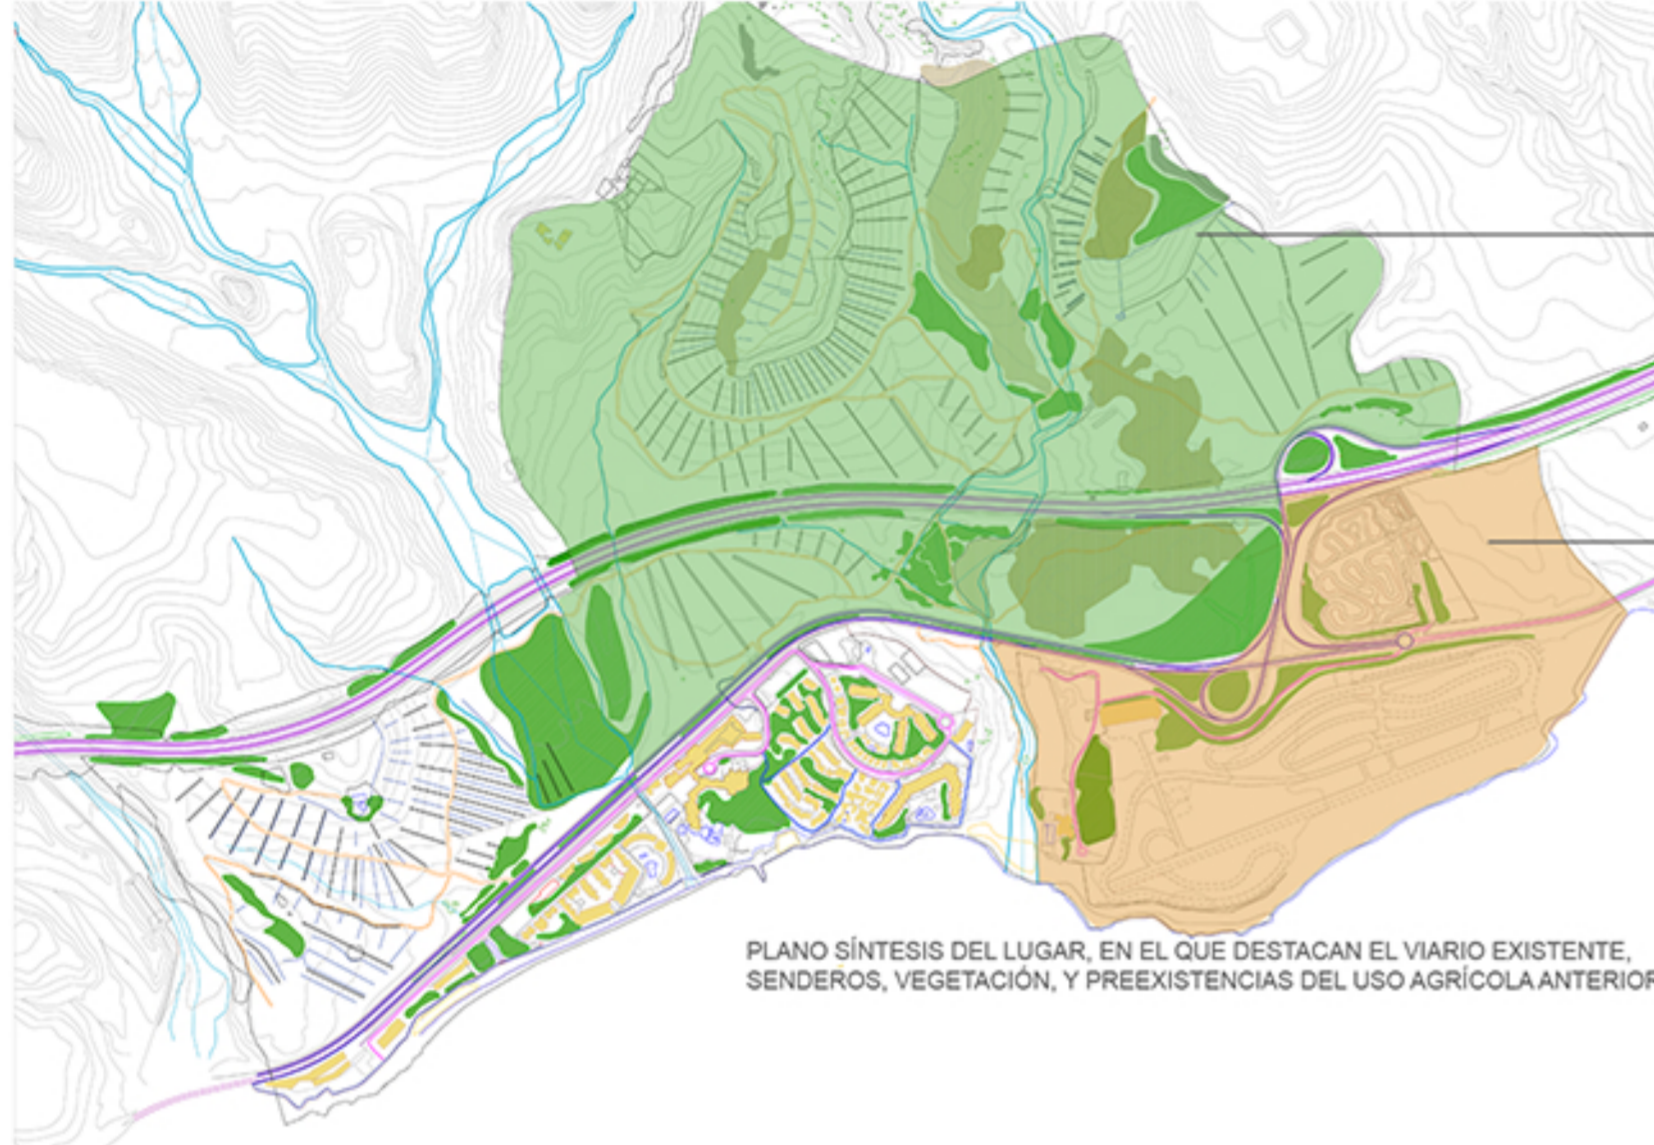 PLANO SÍNTESIS DEL LUGAR, EN EL QUE DESTACAN EL VIARIO EXISTENTE,
SENDEROS, VEGETACIÓN, Y PREEXISTENCIAS DEL USO AGRÍCOLA ANTERIOR